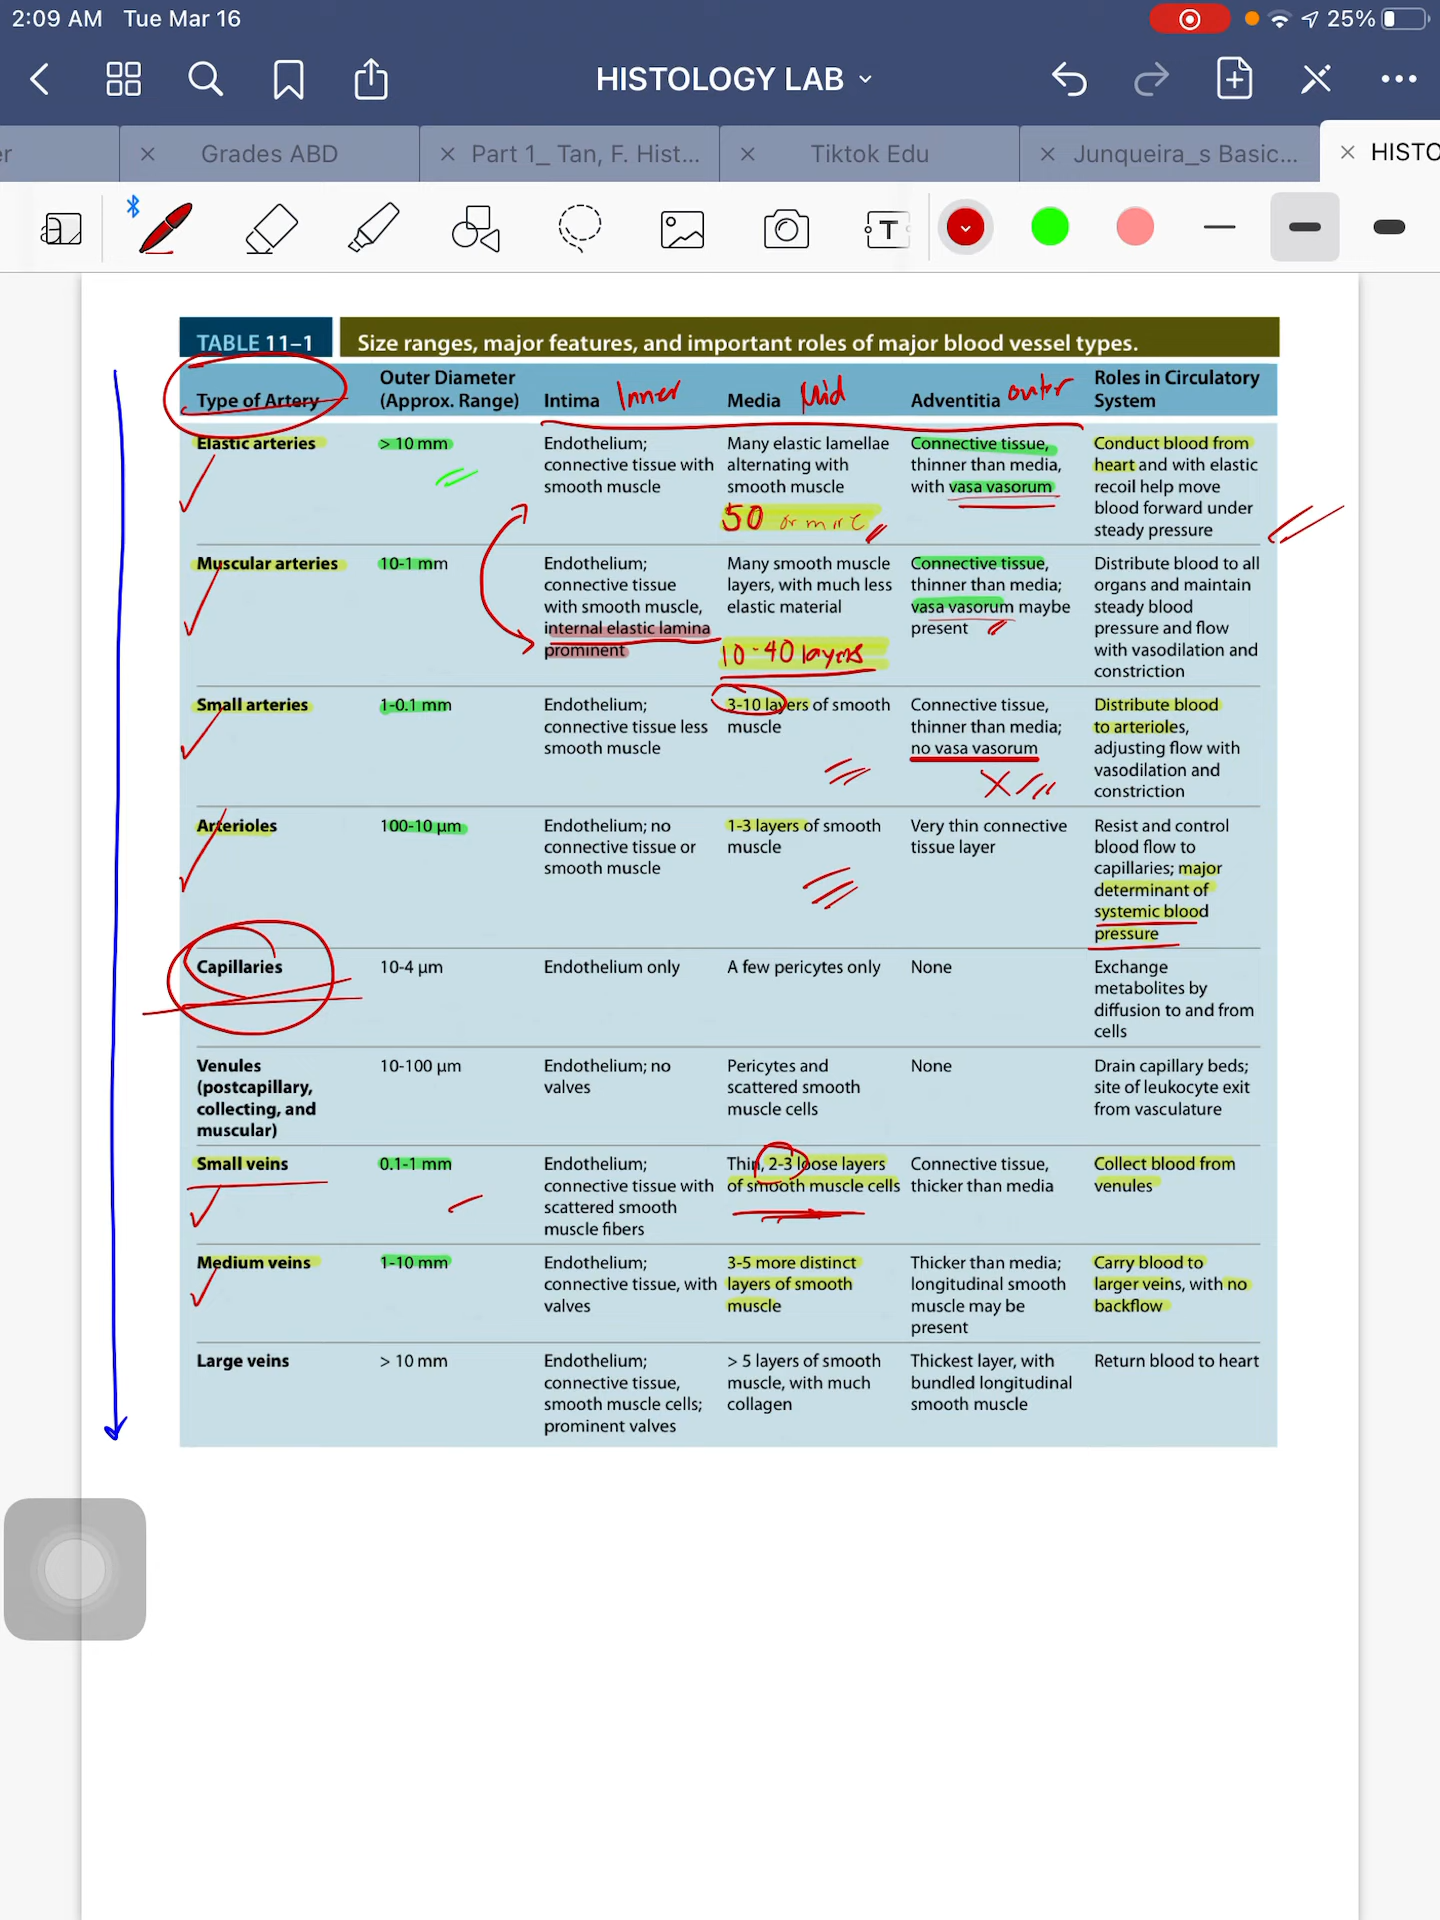 2:09 AM Tue Mar 16
25%
HISTOLOGY LAB
er
Grades ABD
Part 1_ Tan, F. Hist...
Tiktok Edu
Junqueira_s Basic...
HISTO
T
TABLE 11–1 Size ranges, major features, and important roles of major blood vessel types.
Type of Artery
Outer Diameter
(Approx. Range)
Intima Inner
Media Mid
Adventitia outer
Roles in Circulatory
System
Elastic arteries
> 10 mm
Endothelium;
connective tissue with
smooth muscle
Many elastic lamellae
alternating with
smooth muscle
50 or more
Connective tissue,
thinner than media,
with vasa vasorum
Conduct blood from
heart and with elastic
recoil help move
blood forward under
steady pressure
Muscular arteries
10-1 mm
Endothelium;
connective tissue
with smooth muscle,
internal elastic lamina
prominent
Many smooth muscle
layers, with much less
elastic material
10-40 layers
Connective tissue,
thinner than media;
vasa vasorum maybe
present
Distribute blood to all
organs and maintain
steady blood
pressure and flow
with vasodilation and
constriction
Small arteries
1-0.1 mm
Endothelium;
connective tissue less
smooth muscle
3-10 layers of smooth
muscle
Connective tissue,
thinner than media;
no vasa vasorum
Distribute blood
to arterioles,
adjusting flow with
vasodilation and
constriction
Arterioles
100-10 µm
Endothelium; no
connective tissue or
smooth muscle
1-3 layers of smooth
muscle
Very thin connective
tissue layer
Resist and control
blood flow to
capillaries; major
determinant of
systemic blood
pressure
Capillaries
10-4 µm
Endothelium only
A few pericytes only
None
Exchange
metabolites by
diffusion to and from
cells
Venules
(postcapillary,
collecting, and
muscular)
10-100 µm
Endothelium; no
valves
Pericytes and
scattered smooth
muscle cells
None
Drain capillary beds;
site of leukocyte exit
from vasculature
Small veins
0.1-1 mm
Endothelium;
connective tissue with
scattered smooth
muscle fibers
Thin, 2-3 loose layers
of smooth muscle cells
Connective tissue,
thicker than media
Collect blood from
venules
Medium veins
1-10 mm
Endothelium;
connective tissue, with
valves
3-5 more distinct
layers of smooth
muscle
Thicker than media;
longitudinal smooth
muscle may be
present
Carry blood to
larger veins, with no
backflow
Large veins
> 10 mm
Endothelium;
connective tissue,
smooth muscle cells;
prominent valves
> 5 layers of smooth
muscle, with much
collagen
Thickest layer, with
bundled longitudinal
smooth muscle
Return blood to heart